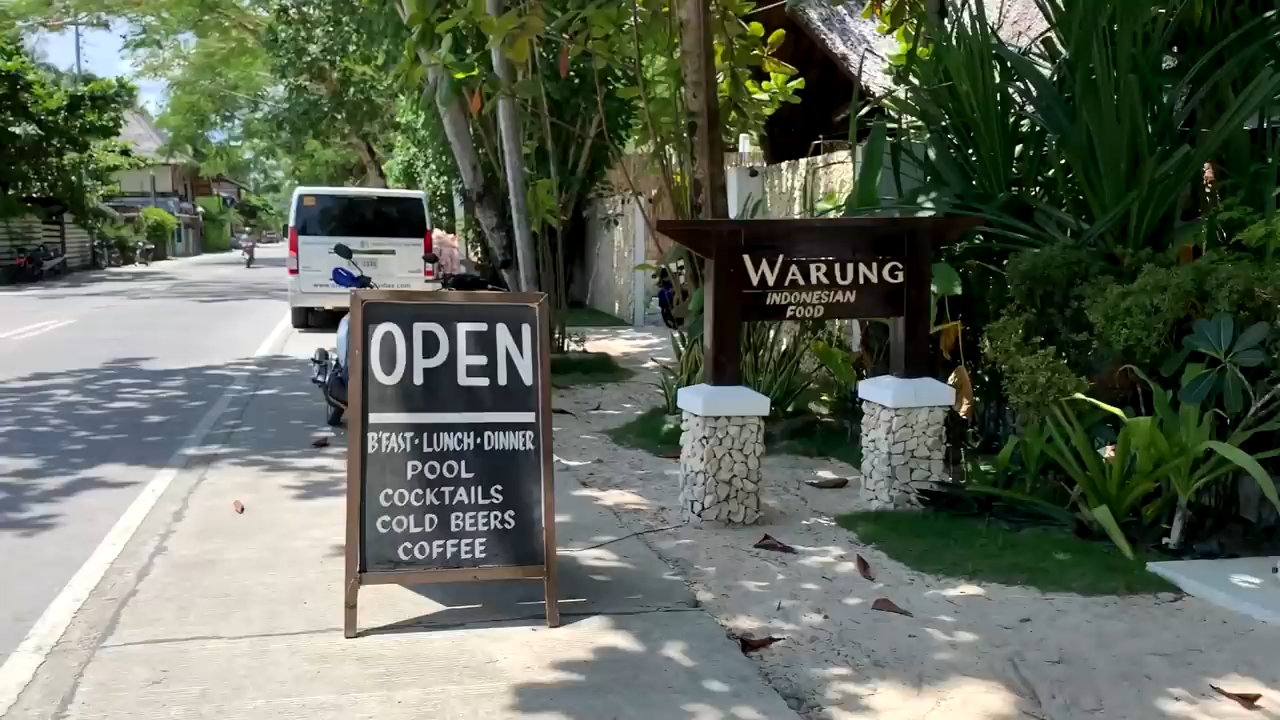 OPEN
B'FAST · LUNCH · DINNER
POOL
COCKTAILS
COLD BEERS
COFFEE
WARUNG
INDONESIAN
FOOD